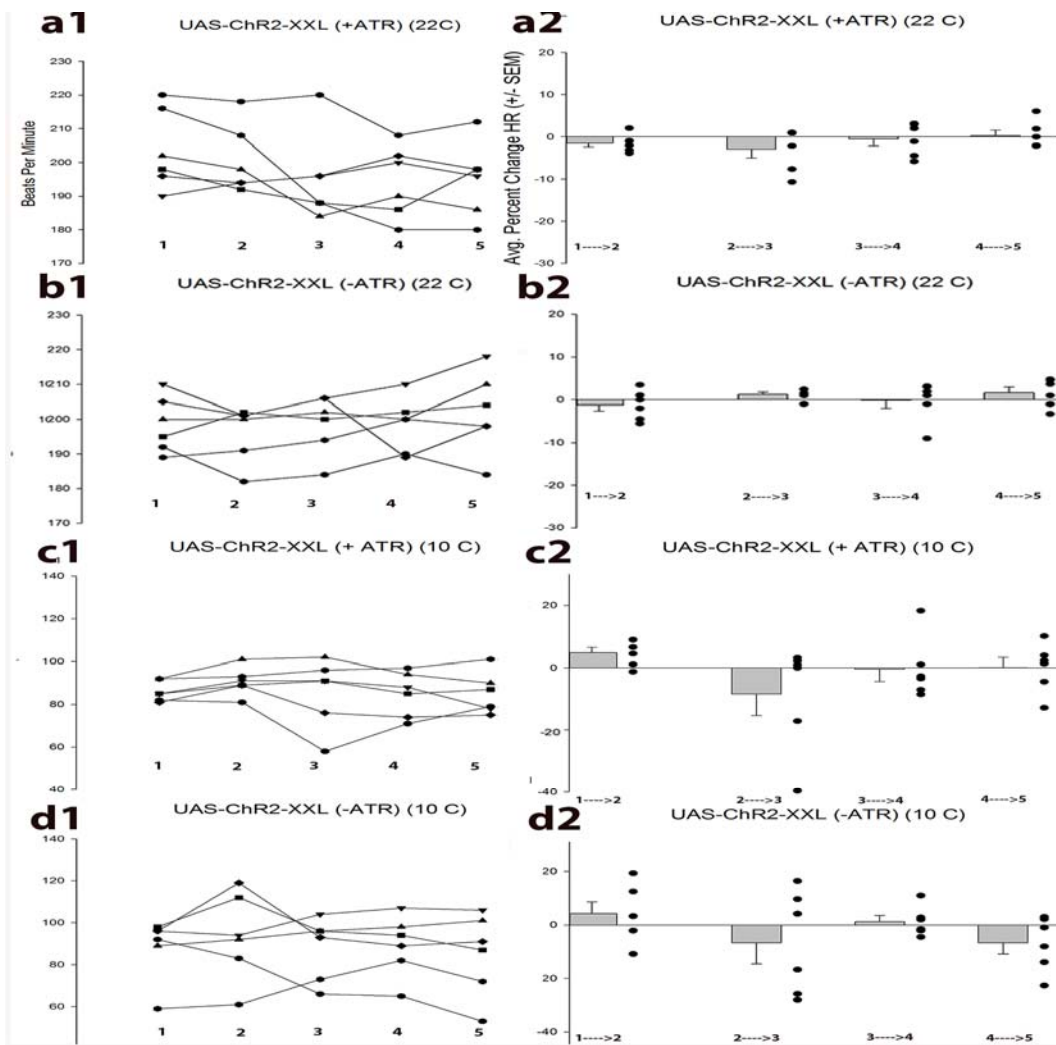 a1
UAS-ChR2-XXL (+ATR) (22C)
Beats Per Minute
230
220
210
200
190
180
170
1 2 3 4 5
a2
UAS-ChR2-XXL (+ATR) (22 C)
Avg. Percent Change HR (+/- SEM)
20
10
0
-10
-20
-30
1---->2 2---->3 3---->4 4---->5
b1
UAS-ChR2-XXL (-ATR) (22 C)
230
220
210
200
190
180
170
1 2 3 4 5
b2
UAS-ChR2-XXL (-ATR) (22 C)
20
10
0
-10
-20
-30
1--->2 2---->3 3---->4 4---->5
c1
UAS-ChR2-XXL (+ ATR) (10 C)
140
120
100
80
60
40
1 2 3 4 5
c2
UAS-ChR2-XXL (+ ATR) (10 C)
20
0
-20
-40
1---->2 2---->3 3---->4 4---->5
d1
UAS-ChR2-XXL (-ATR) (10 C)
140
120
100
80
60
1 2 3 4 5
d2
UAS-ChR2-XXL (-ATR) (10 C)
20
0
-20
-40
1---->2 2---->3 3---->4 4---->5